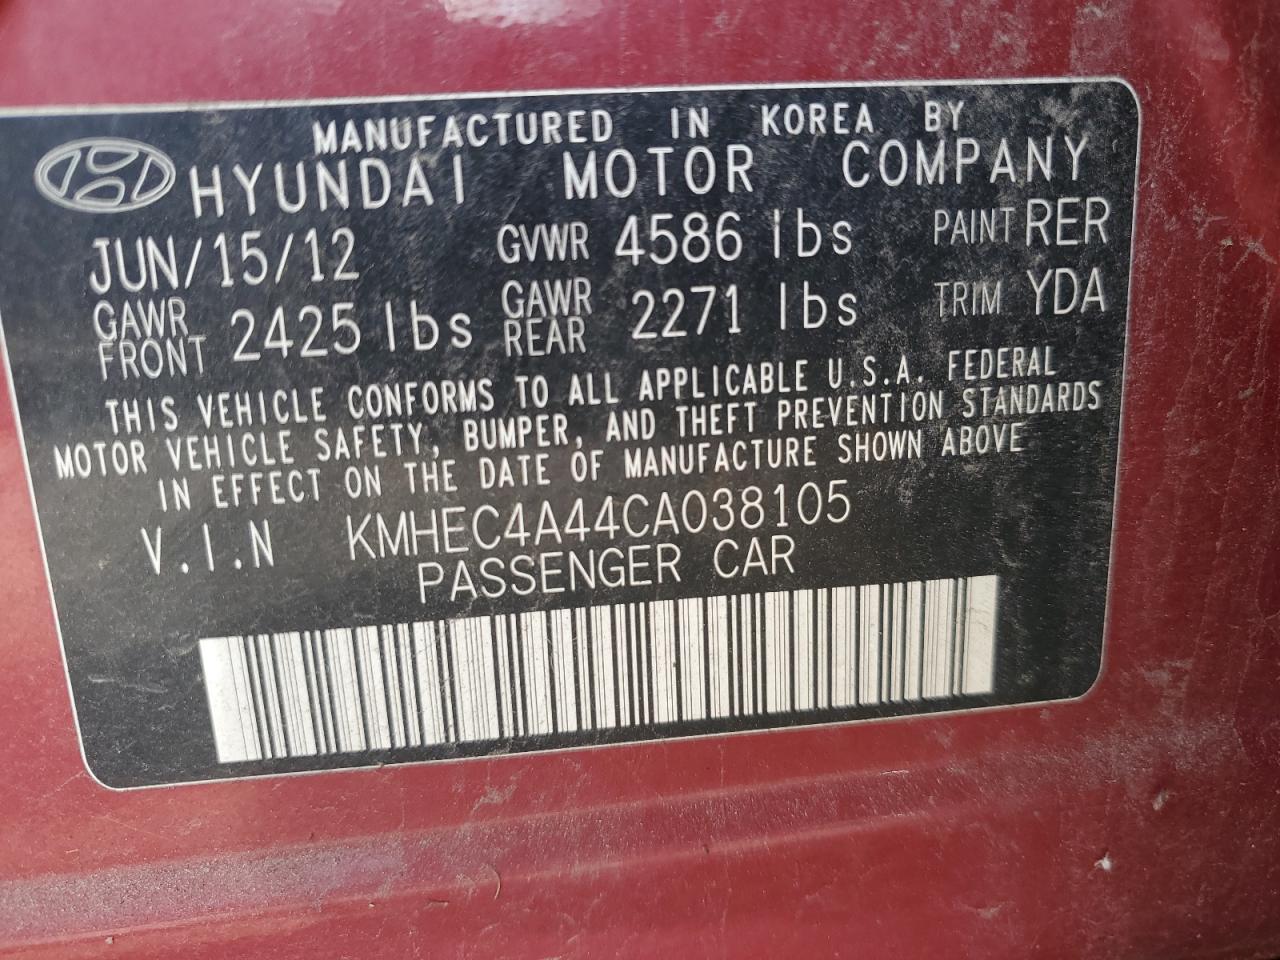 MANUFACTURED IN KOREA BY
HYUNDAI MOTOR COMPANY
JUN/15/12 GVWR 4586 lbs PAINT RER
GAWR FRONT 2425 lbs GAWR REAR 2271 lbs TRIM YDA
THIS VEHICLE CONFORMS TO ALL APPLICABLE U.S.A. FEDERAL
MOTOR VEHICLE SAFETY, BUMPER, AND THEFT PREVENTION STANDARDS
IN EFFECT ON THE DATE OF MANUFACTURE SHOWN ABOVE
V.I.N KMHEC4A44CA038105
PASSENGER CAR